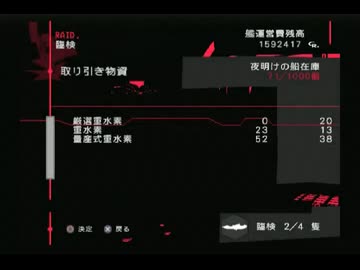 RAID.
臨検
艦運営費残高
1592417 Cr.
取り引き物資
夜明けの船在庫
71/1000船
厳選重水素 0 20
重水素 23 13
量産式重水素 52 38
決定 戻る
臨検 2/4 隻